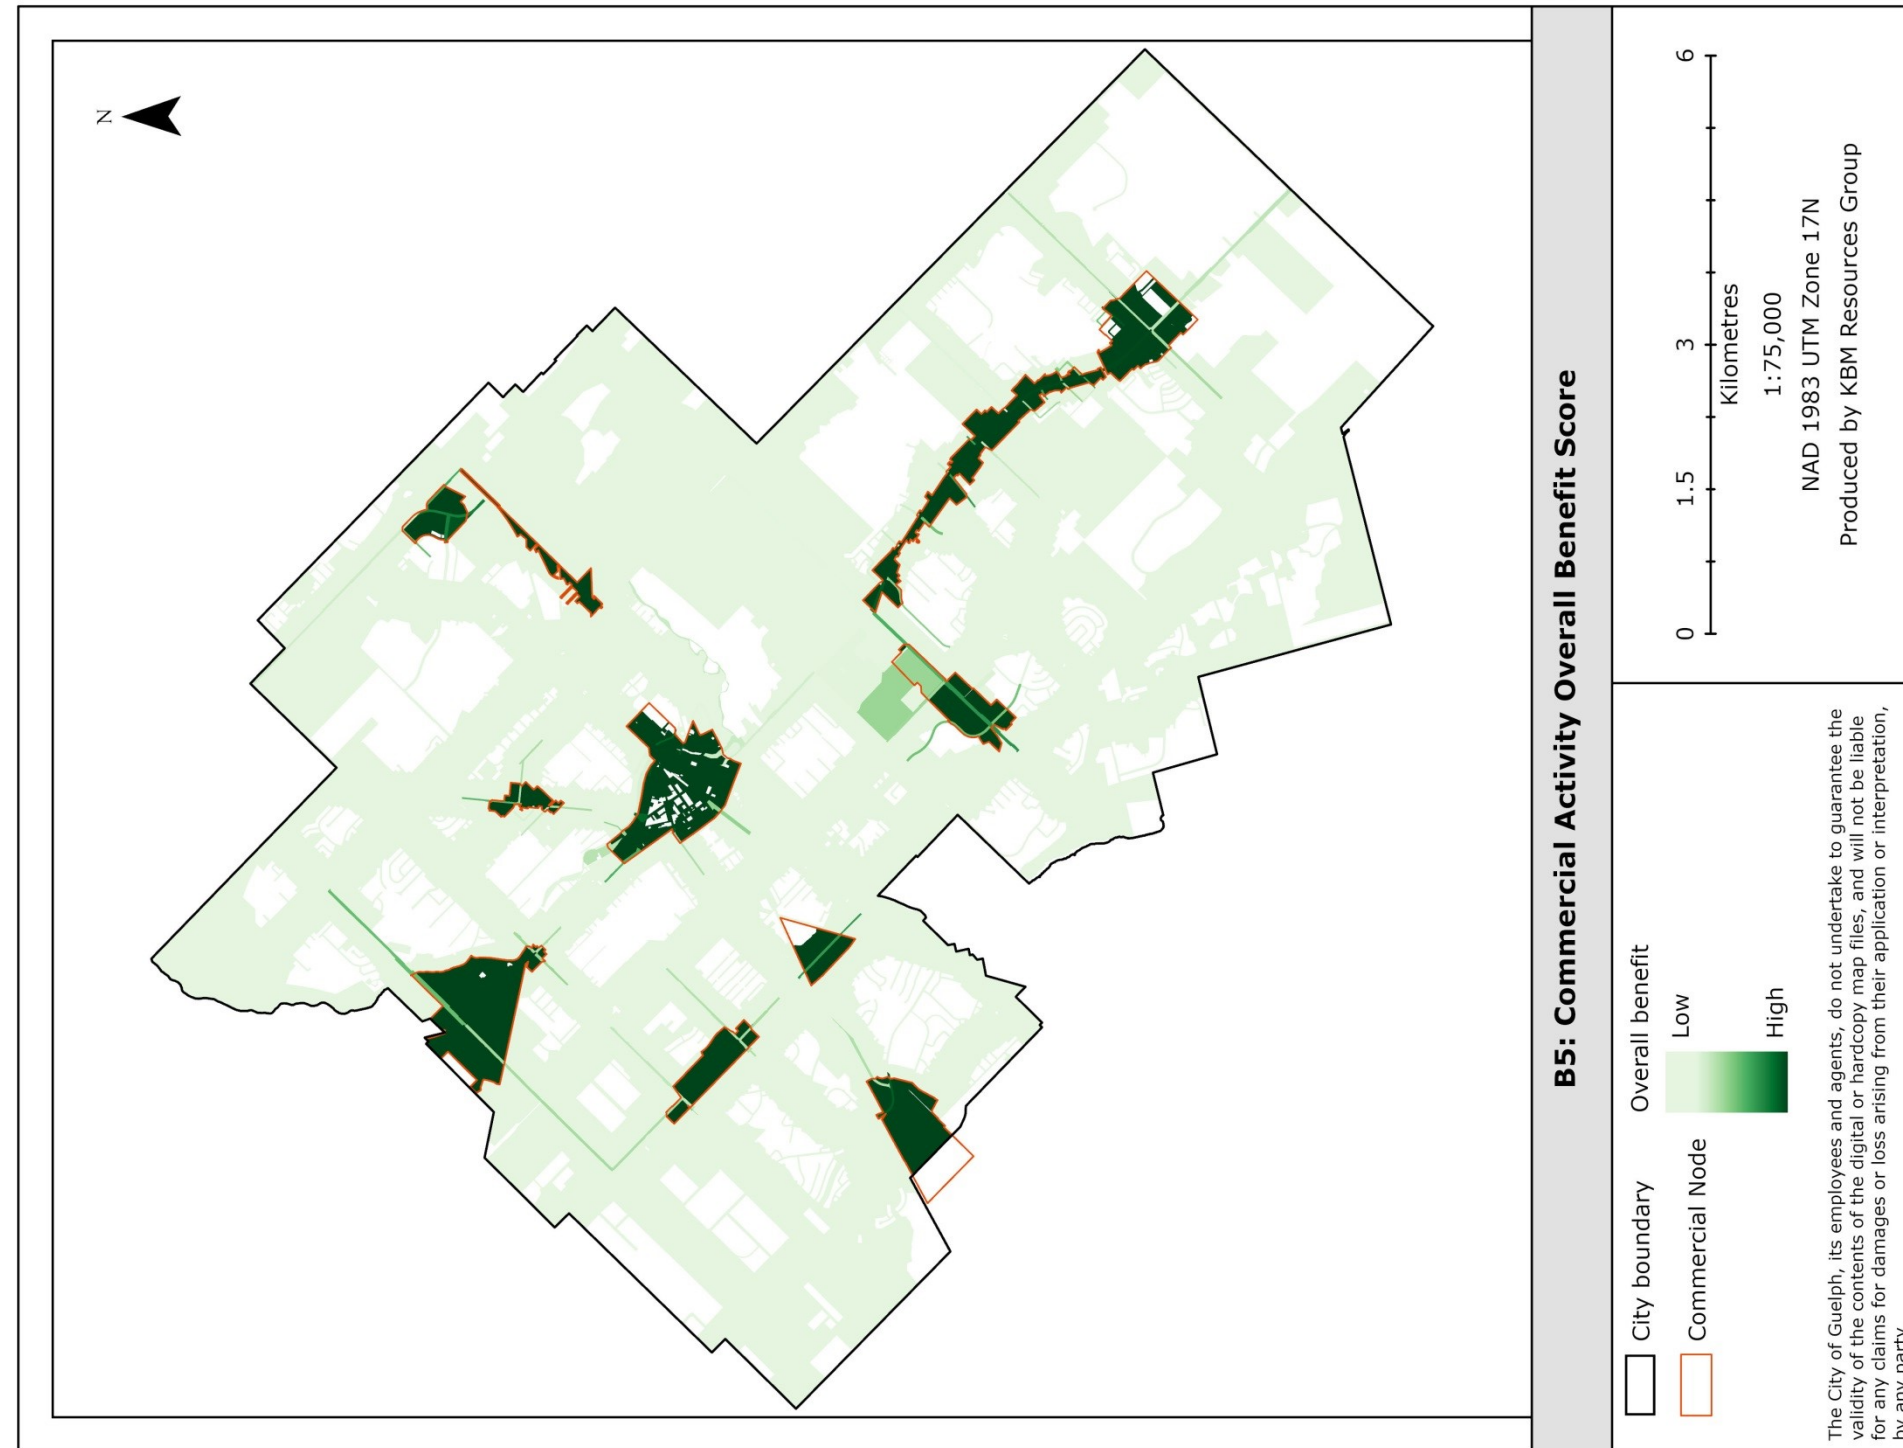 N
B5: Commercial Activity Overall Benefit Score
City boundary
Commercial Node
Overall benefit
Low
High
0 1.5 3 6
Kilometres
1:75,000
NAD 1983 UTM Zone 17N
Produced by KBM Resources Group
The City of Guelph, its employees and agents, do not undertake to guarantee the
validity of the contents of the digital or hardcopy map files, and will not be liable
for any claims for damages or loss arising from their application or interpretation,
by any party.